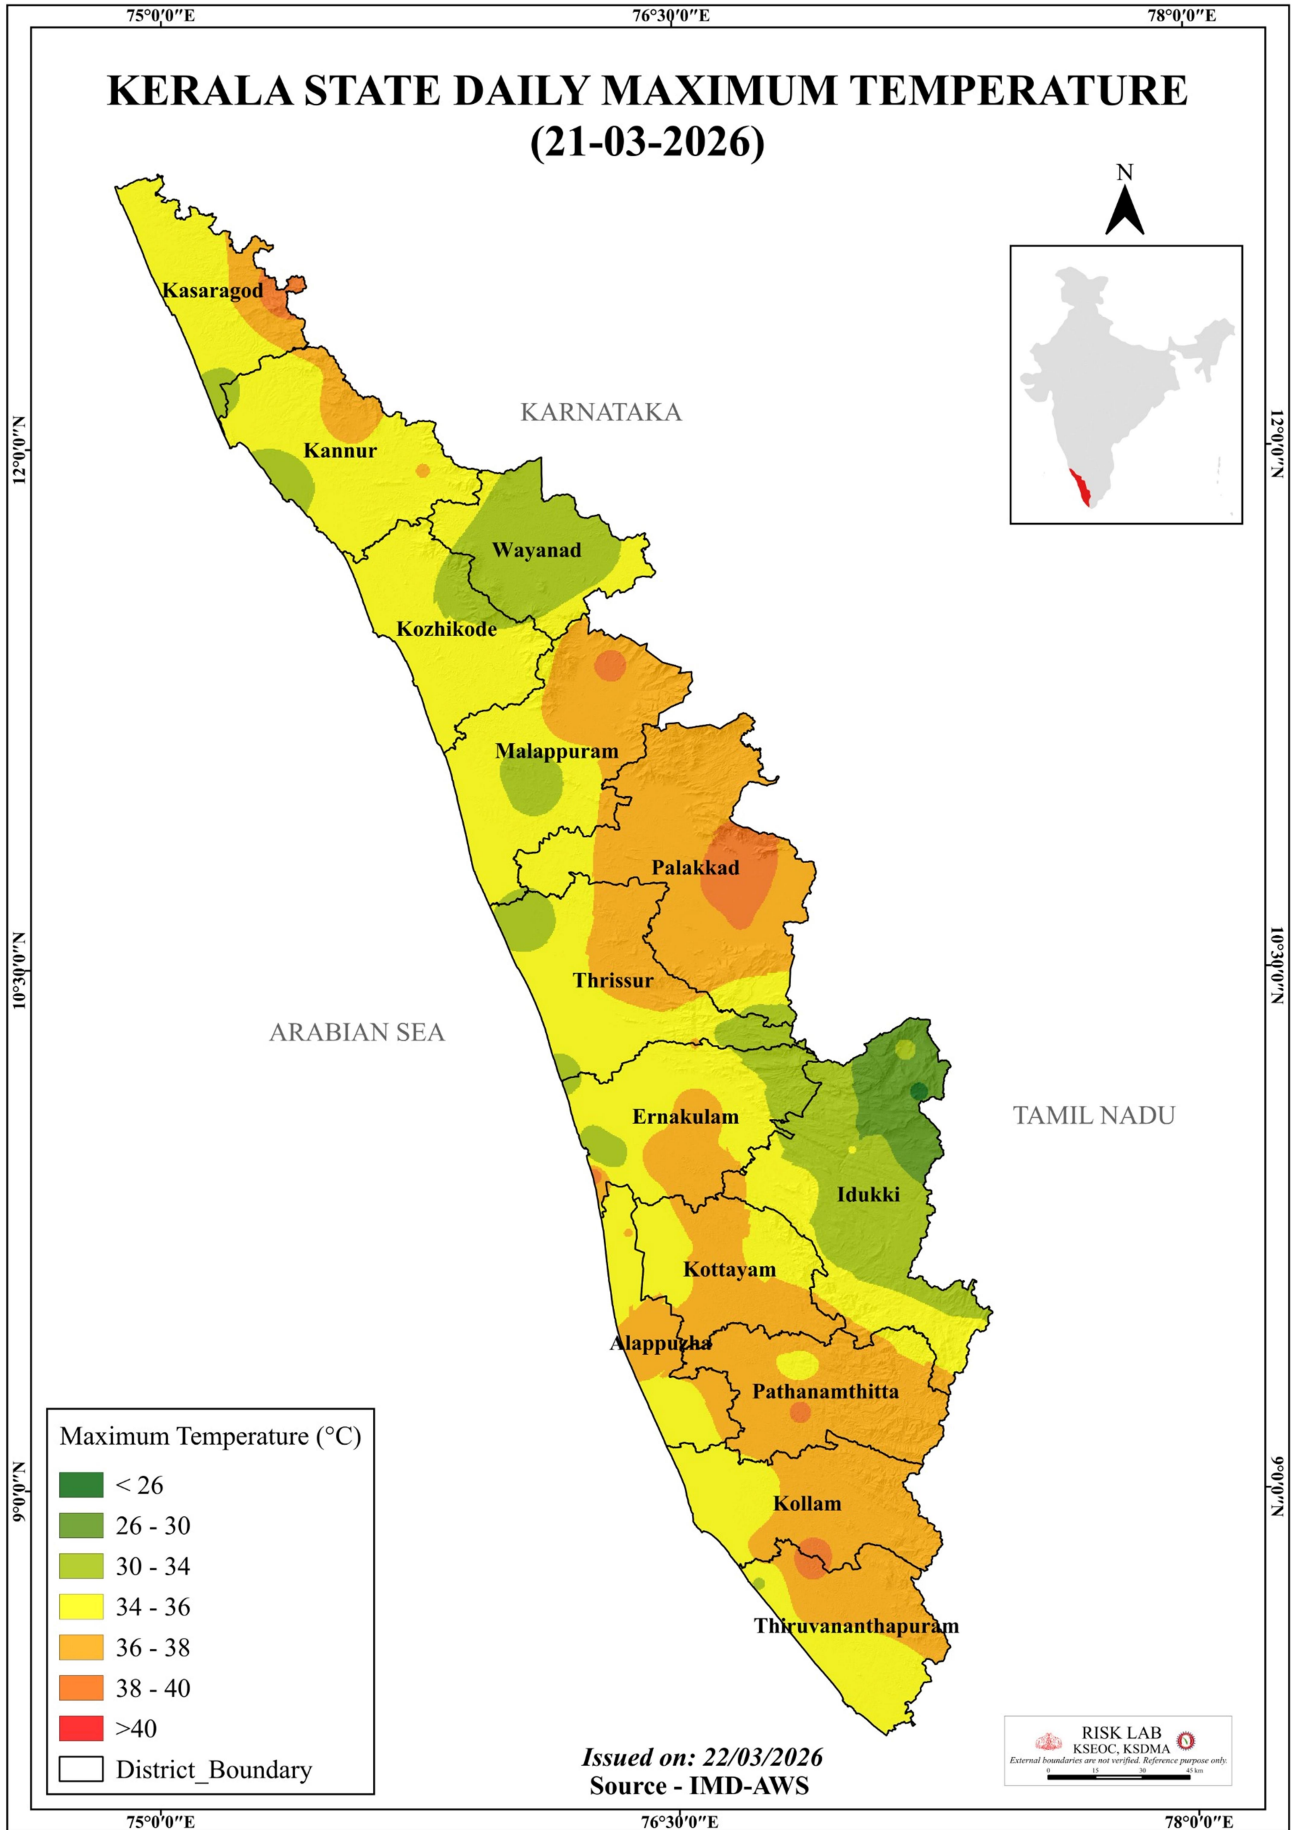 75°0′0″E 76°30′0″E 78°0′0″E
KERALA STATE DAILY MAXIMUM TEMPERATURE
(21-03-2026)
N
Kasaragod
KARNATAKA
12°0′0″N
12°0′0″N
Kannur
Wayanad
Kozhikode
Malappuram
Palakkad
10°30′0″N
10°30′0″N
Thrissur
ARABIAN SEA
Ernakulam
TAMIL NADU
Idukki
Kottayam
Alappuzha
Pathanamthitta
9°0′0″N
9°0′0″N
Kollam
Thiruvananthapuram
Maximum Temperature (°C)
< 26
26 - 30
30 - 34
34 - 36
36 - 38
38 - 40
>40
District_Boundary
Issued on: 22/03/2026
Source - IMD-AWS
RISK LAB
KSEOC, KSDMA
External boundaries are not verified. Reference purpose only.
0 15 30 45 km
75°0′0″E 76°30′0″E 78°0′0″E